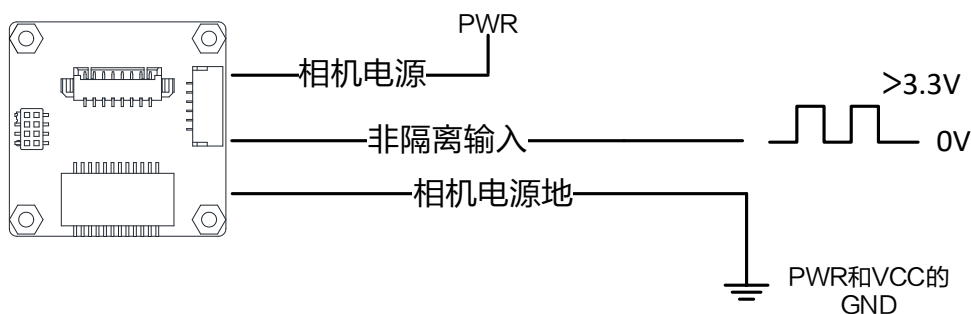 PWR
相机电源
>3.3V
非隔离输入
0V
相机电源地
PWR和VCC的
GND